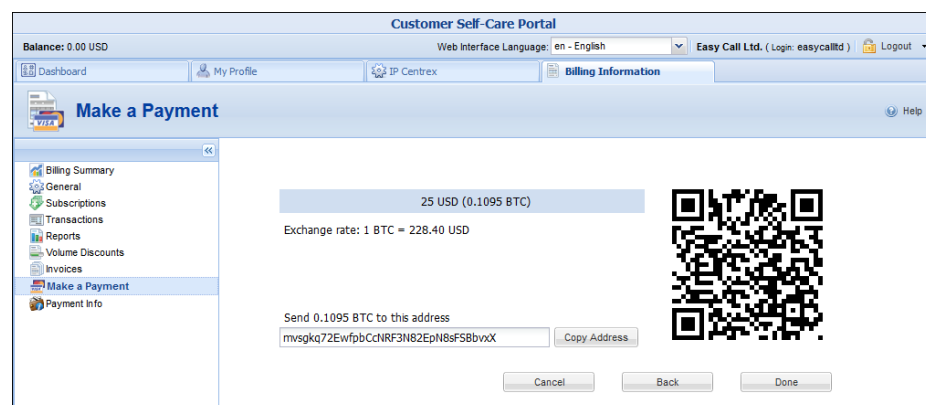 Customer Self-Care Portal
Balance: 0.00 USD Web Interface Language: en - English Easy Call Ltd. ( Login: easycalltd ) Logout
Dashboard My Profile IP Centrex Billing Information
VISA Make a Payment Help
Billing Summary
General
Subscriptions
Transactions
Reports
Volume Discounts
Invoices
Make a Payment
Payment Info
25 USD (0.1095 BTC)
Exchange rate: 1 BTC = 228.40 USD
Send 0.1095 BTC to this address
mvsgkq72EwfpbCcNRF3N82EpN8sFSBbvxX Copy Address
Cancel Back Done